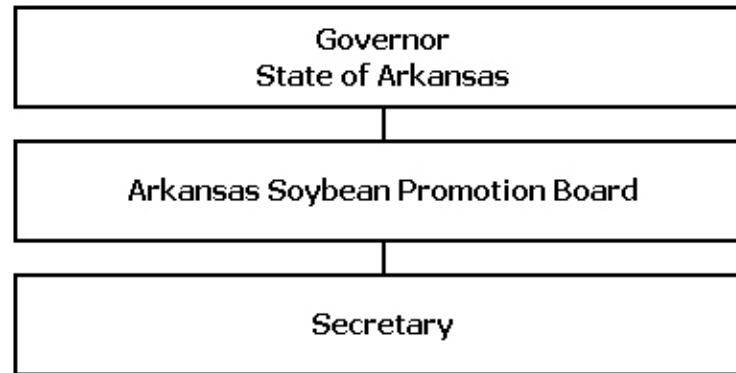 Governor
State of Arkansas
Arkansas Soybean Promotion Board
Secretary